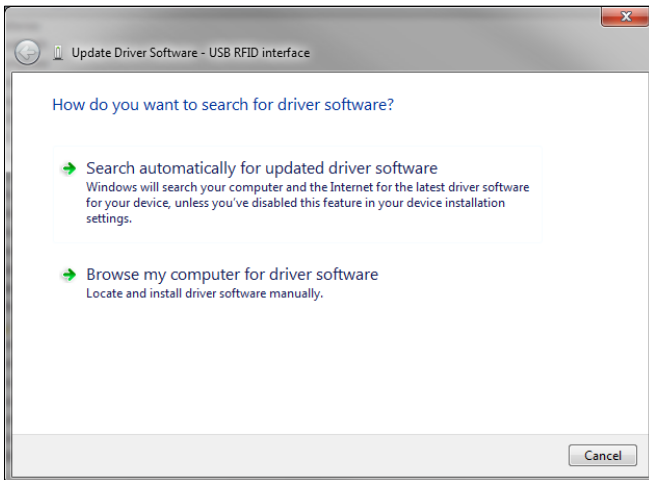 Update Driver Software - USB RFID interface
How do you want to search for driver software?
Search automatically for updated driver software
Windows will search your computer and the Internet for the latest driver software
for your device, unless you've disabled this feature in your device installation
settings.
Browse my computer for driver software
Locate and install driver software manually.
Cancel